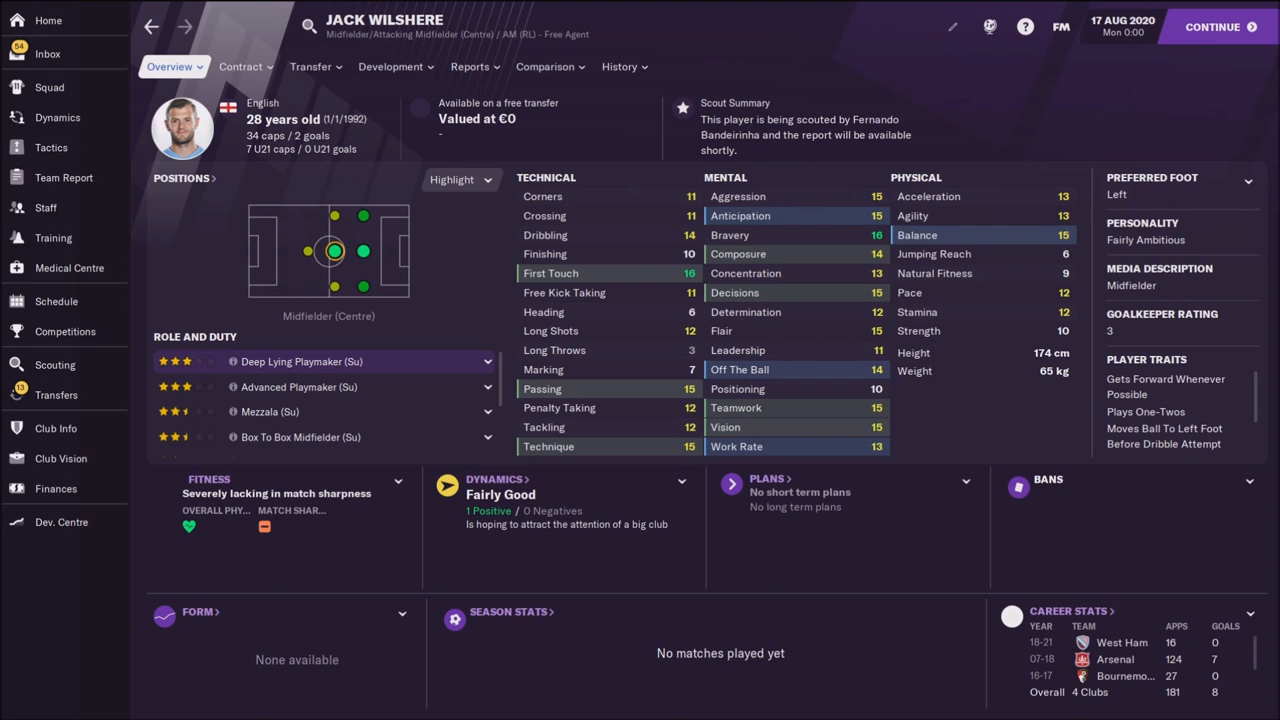 Home
54
Inbox
Squad
Dynamics
Tactics
Team Report
Staff
Training
Medical Centre
Schedule
Competitions
Scouting
13
Transfers
Club Info
Club Vision
Finances
Dev. Centre
JACK WILSHERE
Midfielder/Attacking Midfielder (Centre) / AM (RL) - Free Agent
?
FM
17 AUG 2020
Mon 0:00
CONTINUE
Overview
Contract
Transfer
Development
Reports
Comparison
History
English
28 years old (1/1/1992)
34 caps / 2 goals
7 U21 caps / 0 U21 goals
Available on a free transfer
Valued at €0
-
Scout Summary
This player is being scouted by Fernando
Bandeirinha and the report will be available
shortly.
POSITIONS
Highlight
Midfielder (Centre)
ROLE AND DUTY
Deep Lying Playmaker (Su)
Advanced Playmaker (Su)
Mezzala (Su)
Box To Box Midfielder (Su)
TECHNICAL
Corners 11
Crossing 11
Dribbling 14
Finishing 10
First Touch 16
Free Kick Taking 11
Heading 6
Long Shots 12
Long Throws 3
Marking 7
Passing 15
Penalty Taking 12
Tackling 12
Technique 15
MENTAL
Aggression 15
Anticipation 15
Bravery 16
Composure 14
Concentration 13
Decisions 15
Determination 12
Flair 15
Leadership 11
Off The Ball 14
Positioning 10
Teamwork 15
Vision 15
Work Rate 13
PHYSICAL
Acceleration 13
Agility 13
Balance 15
Jumping Reach 6
Natural Fitness 9
Pace 12
Stamina 12
Strength 10
Height 174 cm
Weight 65 kg
PREFERRED FOOT
Left
PERSONALITY
Fairly Ambitious
MEDIA DESCRIPTION
Midfielder
GOALKEEPER RATING
3
PLAYER TRAITS
Gets Forward Whenever
Possible
Plays One-Twos
Moves Ball To Left Foot
Before Dribble Attempt
FITNESS
Severely lacking in match sharpness
OVERALL PHY... MATCH SHAR...
DYNAMICS
Fairly Good
1 Positive / 0 Negatives
Is hoping to attract the attention of a big club
PLANS
No short term plans
No long term plans
BANS
FORM
None available
SEASON STATS
No matches played yet
CAREER STATS
YEAR TEAM APPS GOALS
18-21 West Ham 16 0
07-18 Arsenal 124 7
16-17 Bournemo... 27 0
Overall 4 Clubs 181 8